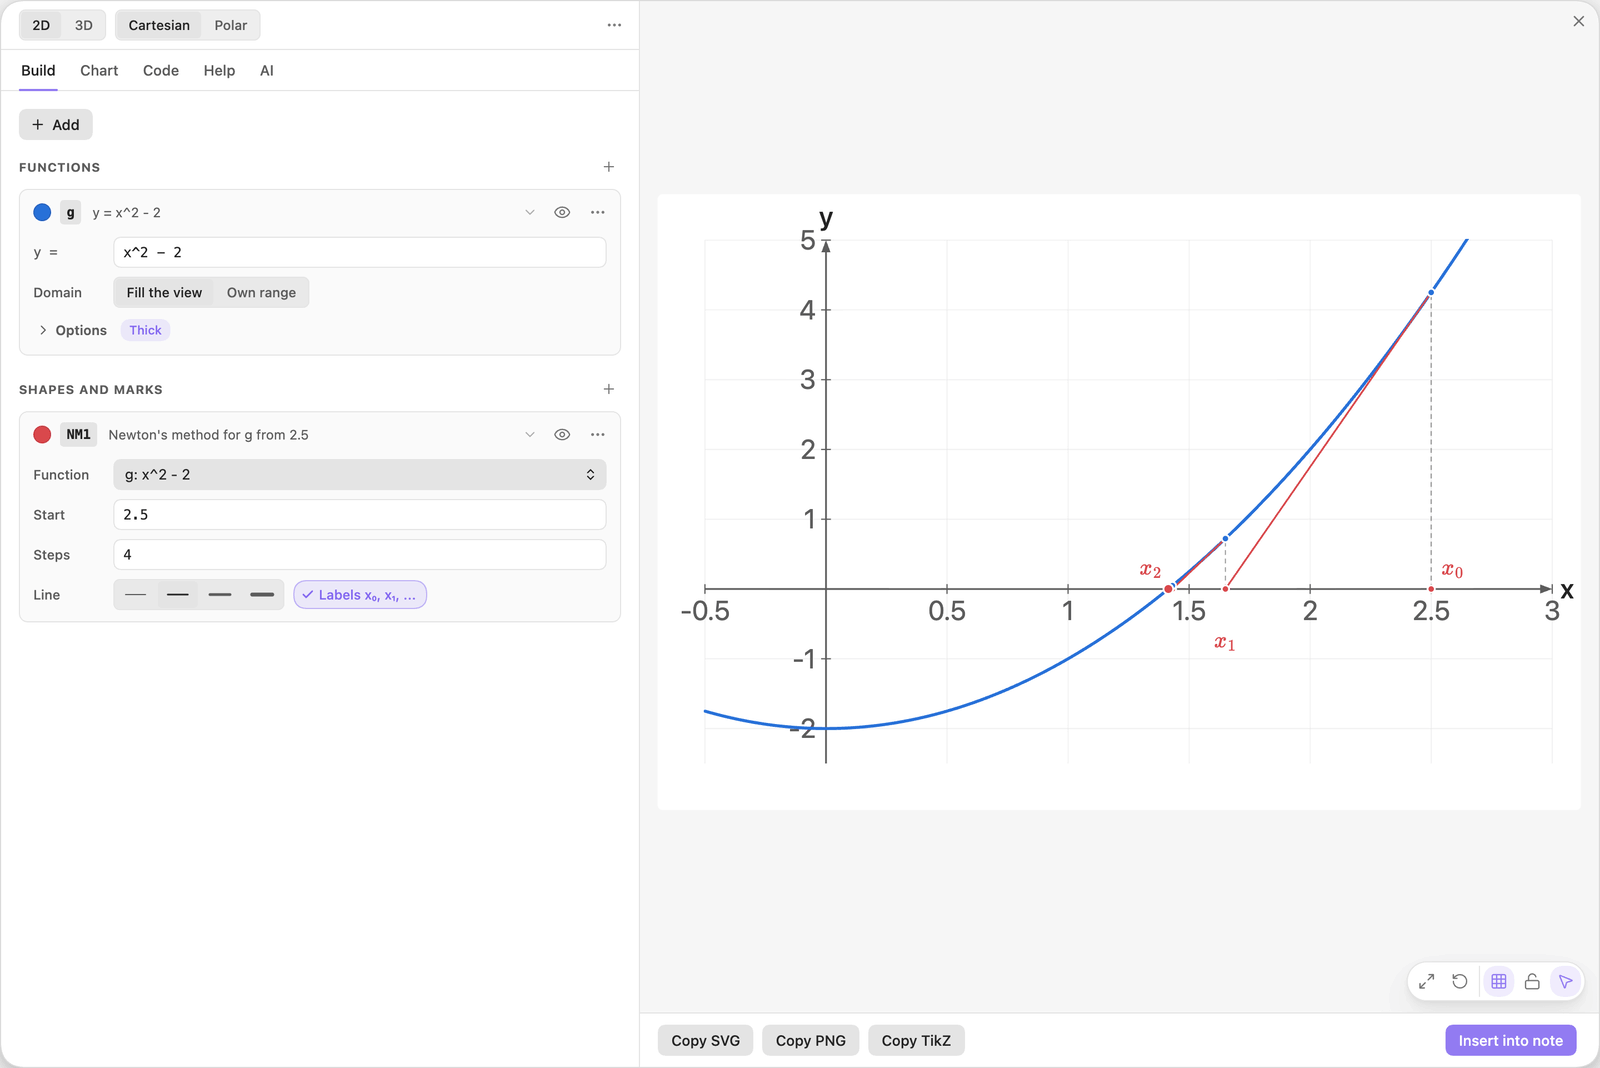 2D 3D Cartesian Polar
Build Chart Code Help AI
+ Add
FUNCTIONS
g y = x^2 - 2
y = x^2 − 2
Domain Fill the view Own range
Options Thick
SHAPES AND MARKS
NM1 Newton's method for g from 2.5
Function g: x^2 - 2
Start 2.5
Steps 4
Line Labels x₀, x₁, ...
y
5
4
3
2
1
x₂ x₀
x
-0.5 0.5 1 1.5 2 2.5 3
x₁
-1
-2
Copy SVG Copy PNG Copy TikZ Insert into note